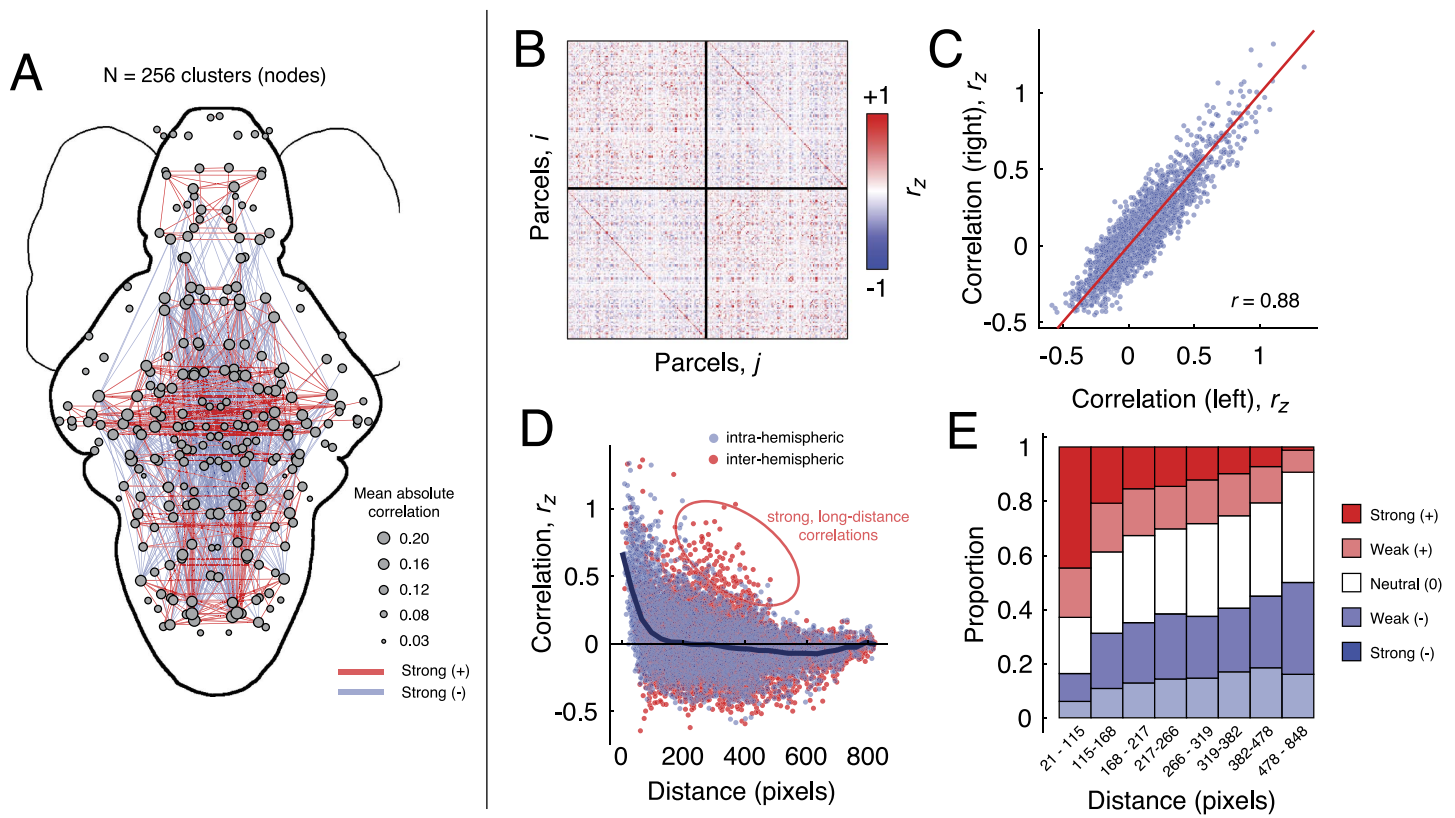 A
N = 256 clusters (nodes)
Mean absolute
correlation
0.20
0.16
0.12
0.08
0.03
Strong (+)
Strong (-)
B
Parcels, i
Parcels, j
+1
r_z
-1
C
Correlation (right), r_z
1
0.5
0
-0.5
r = 0.88
-0.5 0 0.5 1
Correlation (left), r_z
D
intra-hemispheric
inter-hemispheric
strong, long-distance
correlations
Correlation, r_z
1
0.5
0
-0.5
0 200 400 600 800
Distance (pixels)
E
Proportion
1
0.8
0.6
0.4
0.2
0
21 - 115 115-168 168 - 217 217-266 266 - 319 319-382 382-478 478 - 848
Distance (pixels)
Strong (+)
Weak (+)
Neutral (0)
Weak (-)
Strong (-)